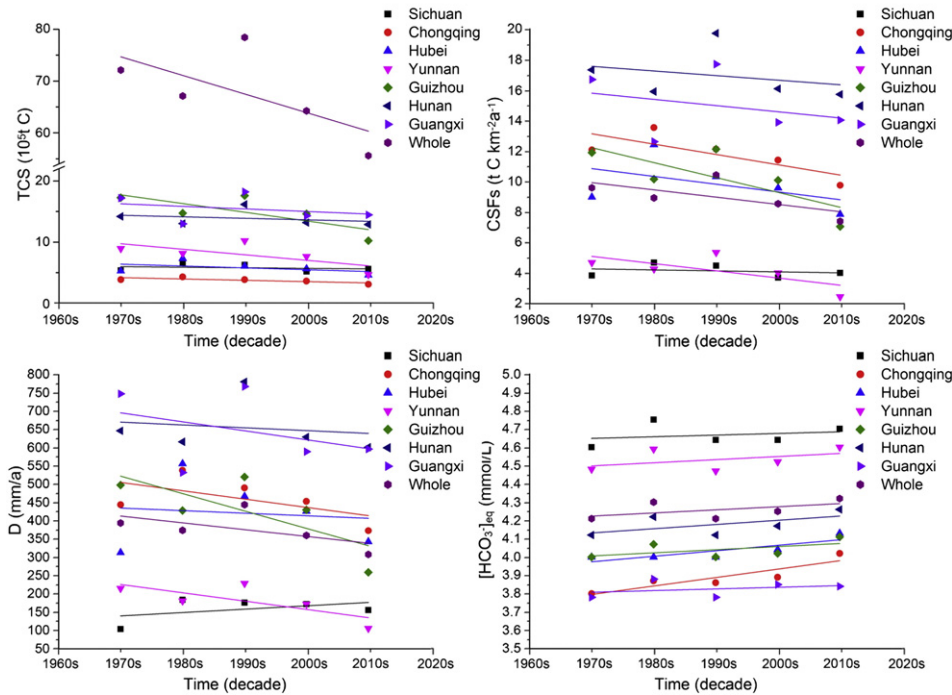 TCS (10⁵t C)
80
70
60
20
15
10
5
0
1960s 1970s 1980s 1990s 2000s 2010s 2020s
Time (decade)
Sichuan
Chongqing
Hubei
Yunnan
Guizhou
Hunan
Guangxi
Whole
CSFs (t C km⁻²a⁻¹)
20
18
16
14
12
10
8
6
4
2
1960s 1970s 1980s 1990s 2000s 2010s 2020s
Time (decade)
Sichuan
Chongqing
Hubei
Yunnan
Guizhou
Hunan
Guangxi
Whole
D (mm/a)
800
750
700
650
600
550
500
450
400
350
300
250
200
150
100
50
1960s 1970s 1980s 1990s 2000s 2010s 2020s
Time (decade)
Sichuan
Chongqing
Hubei
Yunnan
Guizhou
Hunan
Guangxi
Whole
[HCO₃⁻]eq (mmol/L)
5.0
4.9
4.8
4.7
4.6
4.5
4.4
4.3
4.2
4.1
4.0
3.9
3.8
3.7
3.6
3.5
1960s 1970s 1980s 1990s 2000s 2010s 2020s
Time (decade)
Sichuan
Chongqing
Hubei
Yunnan
Guizhou
Hunan
Guangxi
Whole